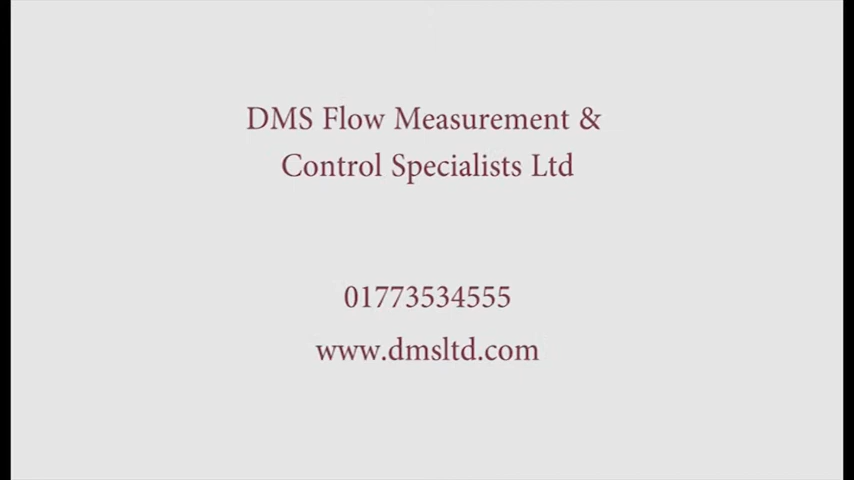 DMS Flow Measurement &
Control Specialists Ltd
01773534555
www.dmsltd.com